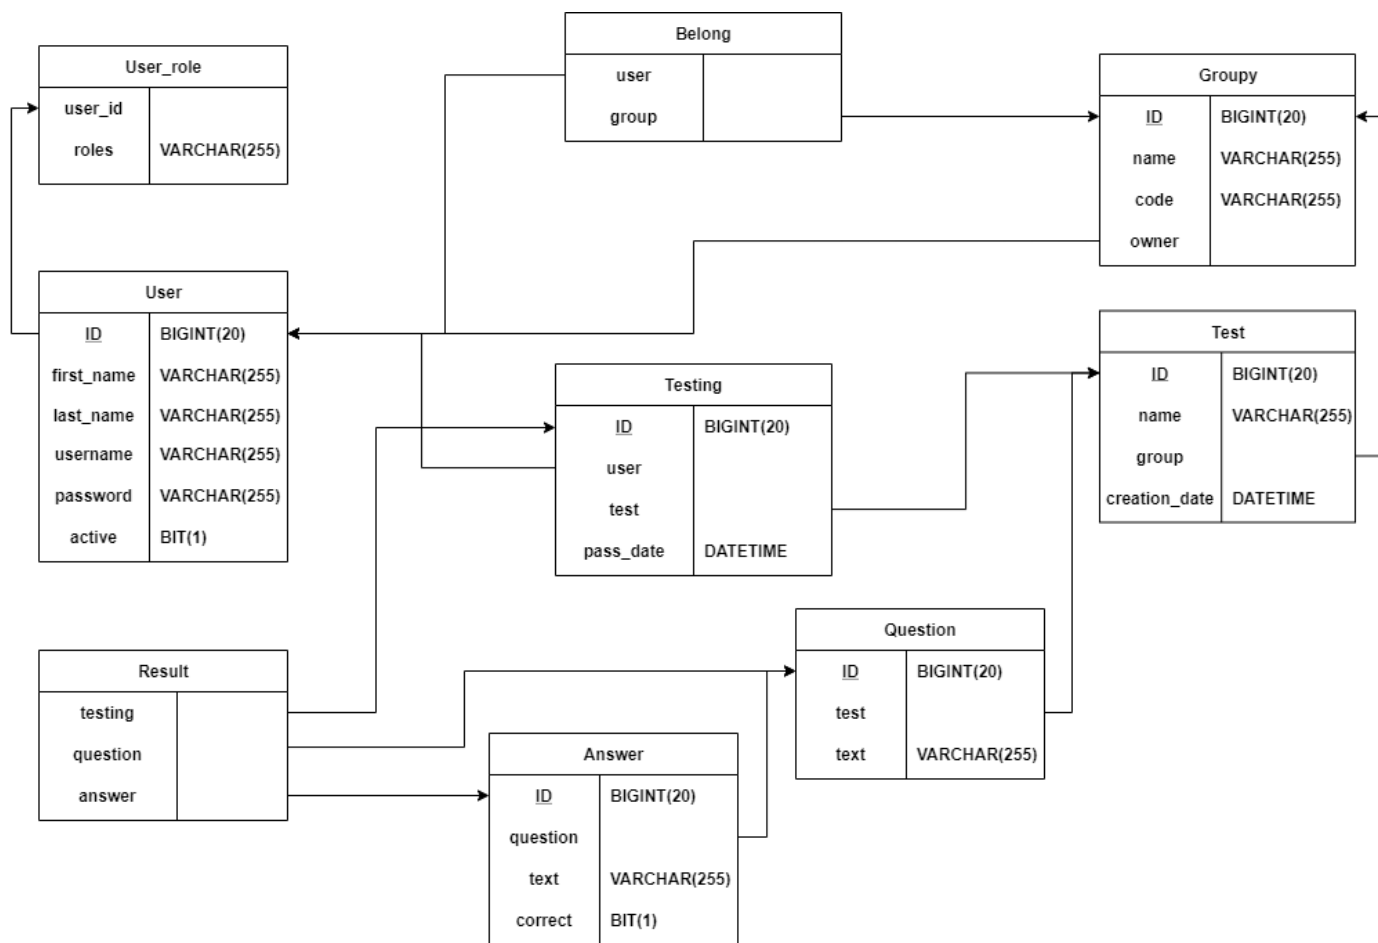 User_role
user_id
roles VARCHAR(255)
Belong
user
group
Groupy
ID BIGINT(20)
name VARCHAR(255)
code VARCHAR(255)
owner
User
ID BIGINT(20)
first_name VARCHAR(255)
last_name VARCHAR(255)
username VARCHAR(255)
password VARCHAR(255)
active BIT(1)
Testing
ID BIGINT(20)
user
test
pass_date DATETIME
Test
ID BIGINT(20)
name VARCHAR(255)
group
creation_date DATETIME
Result
testing
question
answer
Answer
ID BIGINT(20)
question
text VARCHAR(255)
correct BIT(1)
Question
ID BIGINT(20)
test
text VARCHAR(255)